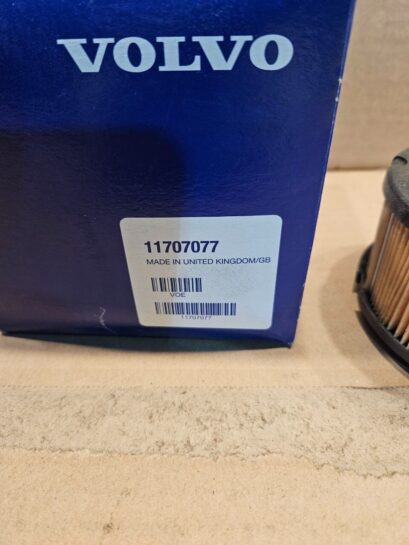 VOLVO
11707077
MADE IN UNITED KINGDOM/GB
VOE
11707077